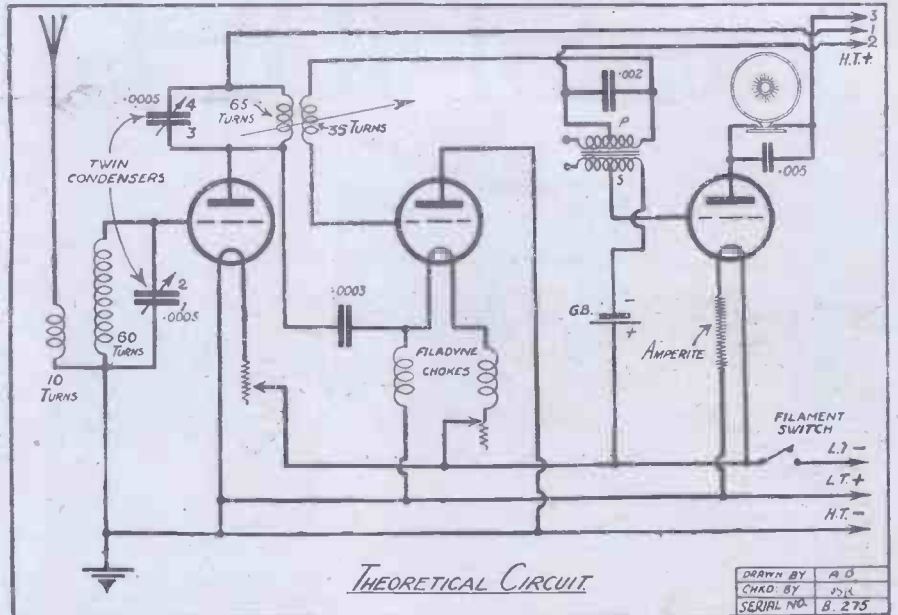 3
1
2
H.T.+
.0005
4
3
65
TURNS
35 TURNS
.002
P
S
.005
TWIN
CONDENSERS
2
1
.0005
60
TURNS
10
TURNS
.0003
FILADYNE
CHOKES
G.B.
-
+
AMPERITE
FILAMENT
SWITCH
L.T-
L.T.+
H.T.-
THEORETICAL CIRCUIT.
DRAWN BY A D
CHKD. BY
SERIAL NO. B. 275